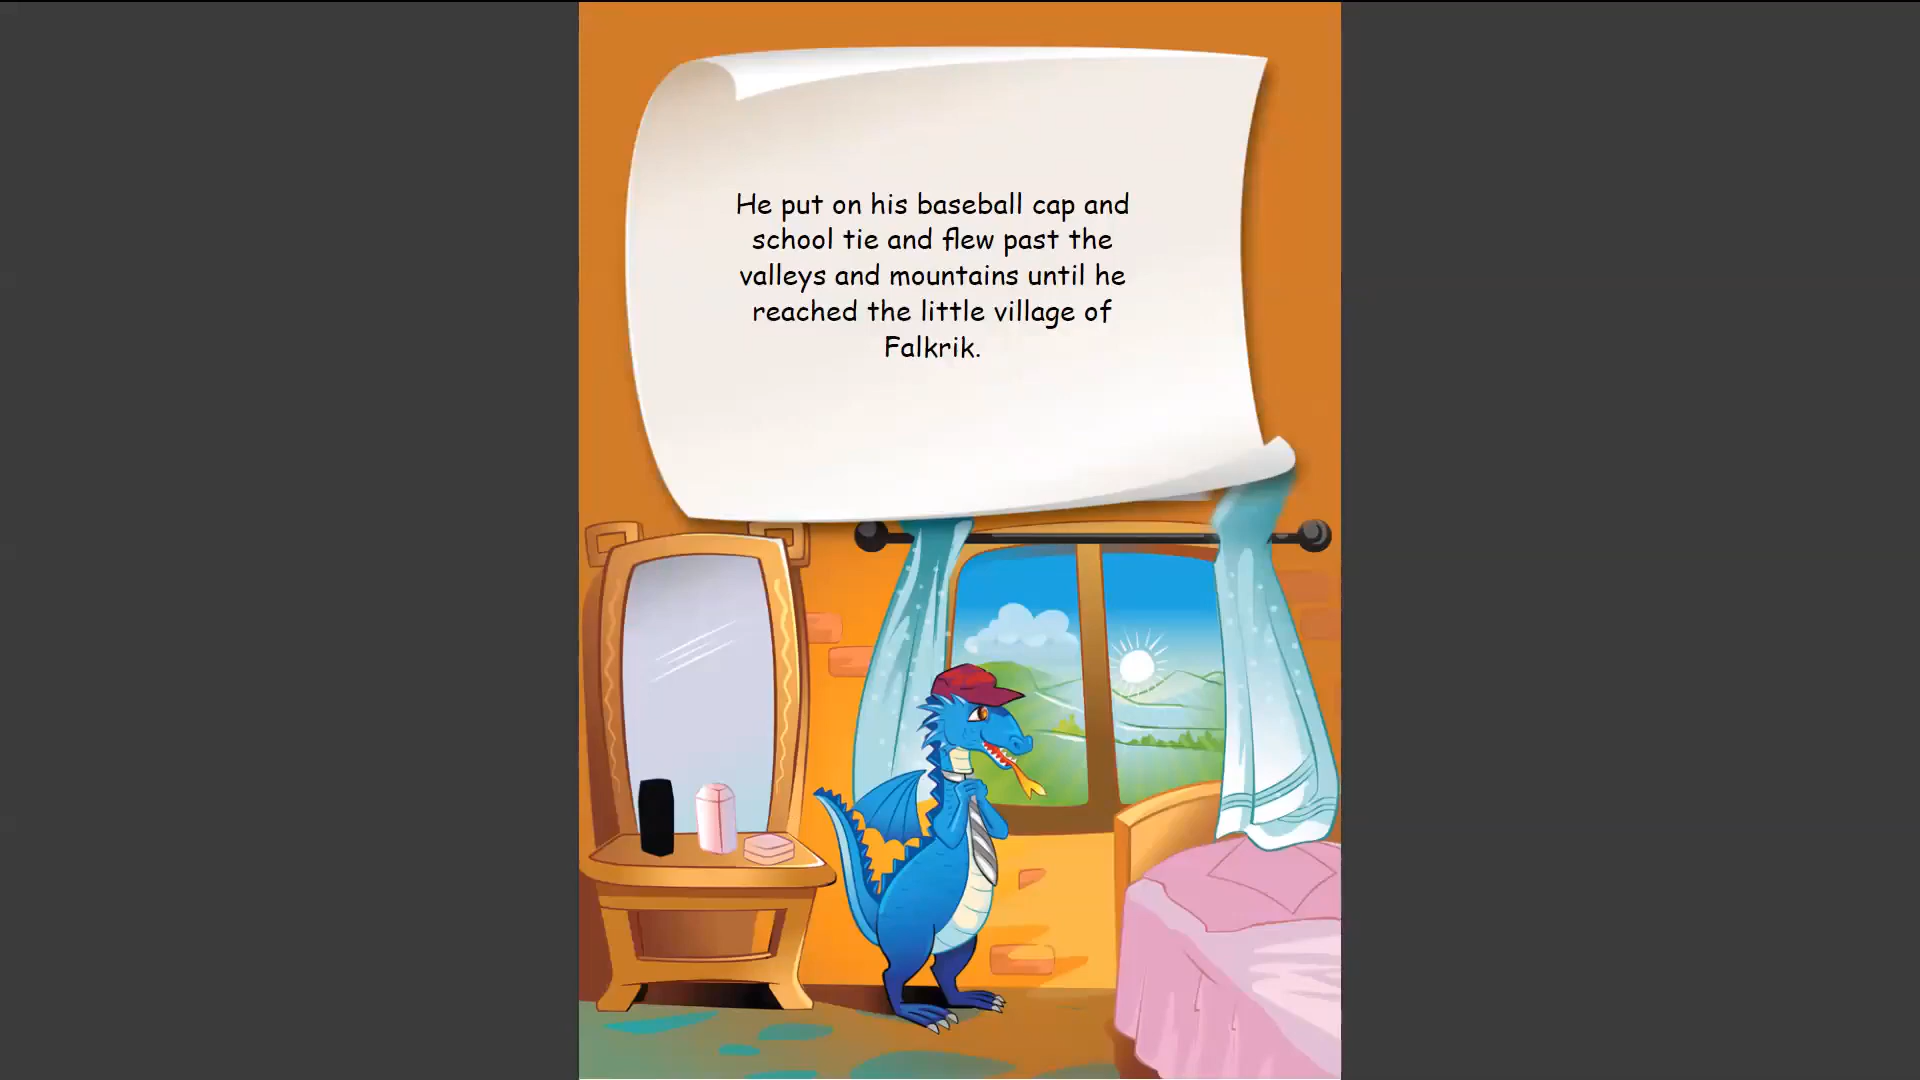 He put on his baseball cap and
school tie and flew past the
valleys and mountains until he
reached the little village of
Falkrik.